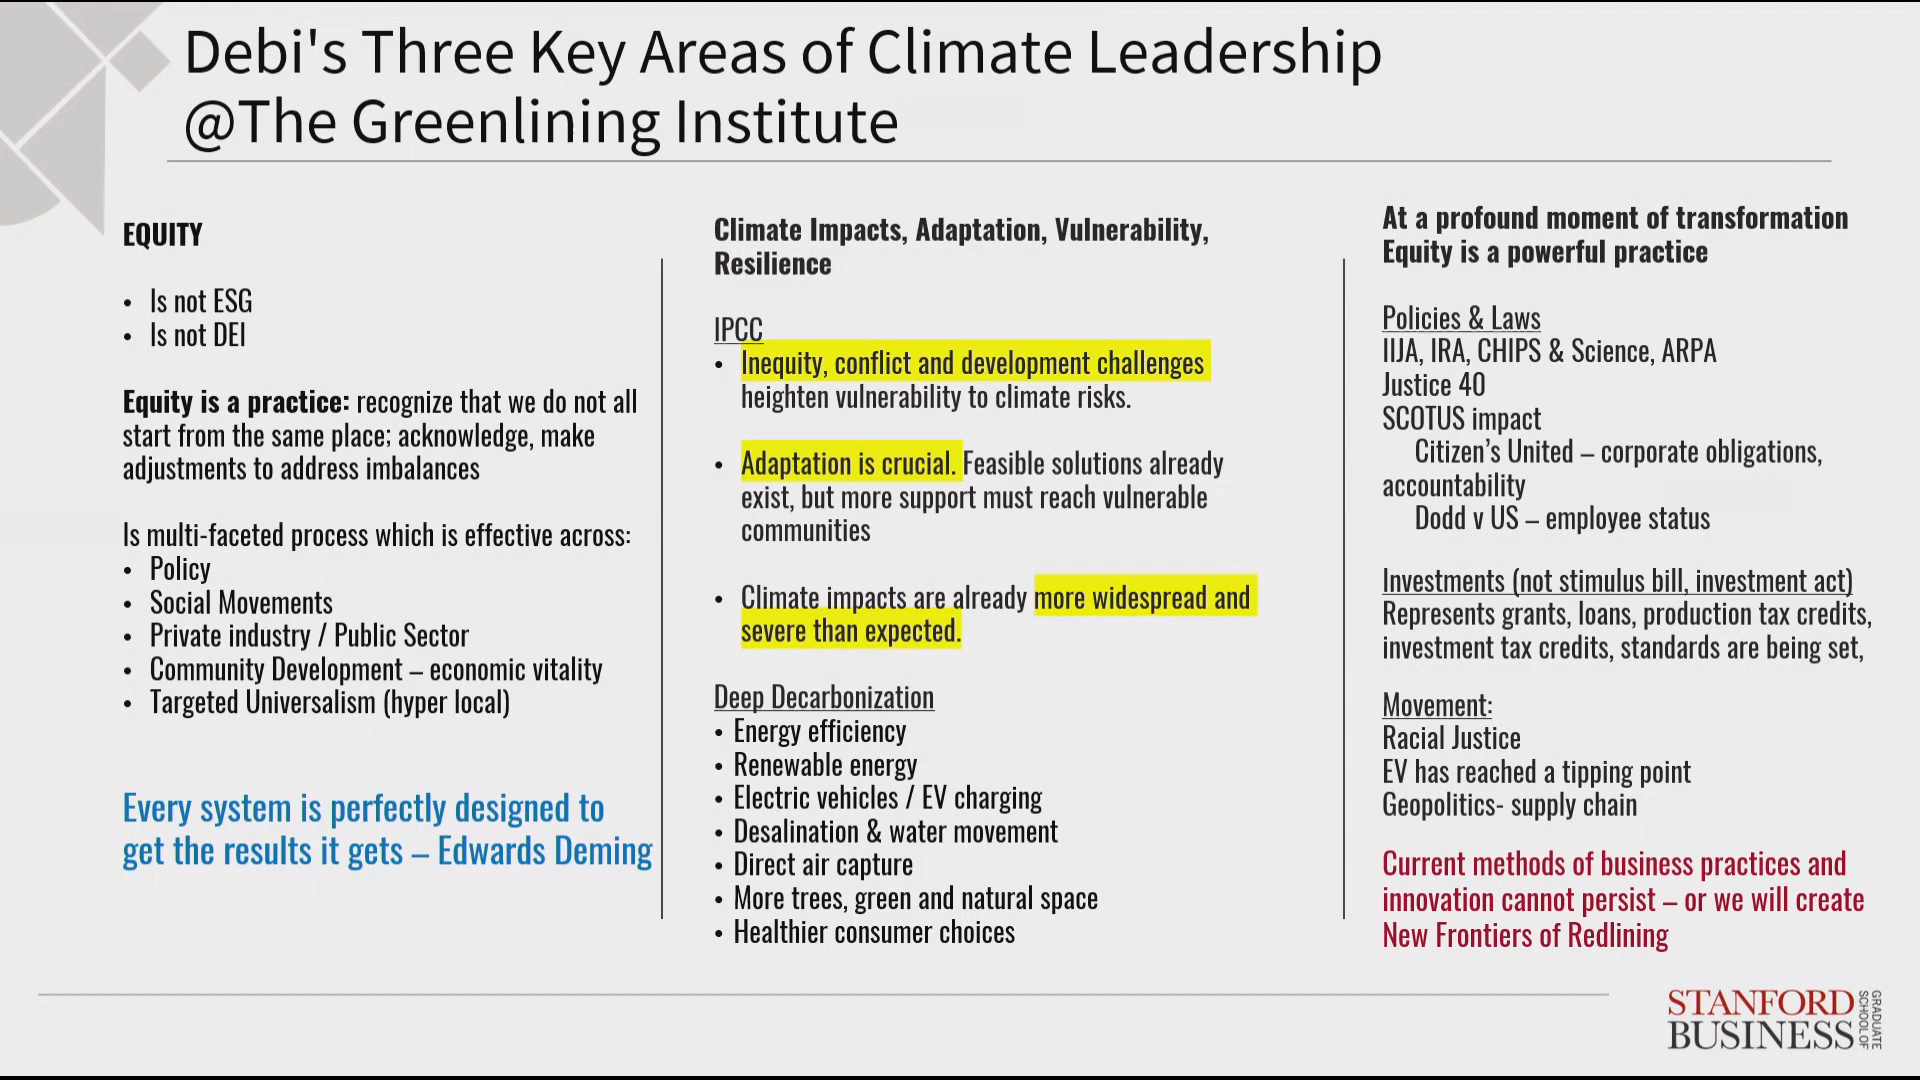 Debi's Three Key Areas of Climate Leadership
@The Greenlining Institute
EQUITY
• Is not ESG
• Is not DEI
Equity is a practice: recognize that we do not all
start from the same place; acknowledge, make
adjustments to address imbalances
Is multi-faceted process which is effective across:
• Policy
• Social Movements
• Private industry / Public Sector
• Community Development – economic vitality
• Targeted Universalism (hyper local)
Every system is perfectly designed to
get the results it gets – Edwards Deming
Climate Impacts, Adaptation, Vulnerability,
Resilience
IPCC
• Inequity, conflict and development challenges
heighten vulnerability to climate risks.
• Adaptation is crucial. Feasible solutions already
exist, but more support must reach vulnerable
communities
• Climate impacts are already more widespread and
severe than expected.
Deep Decarbonization
• Energy efficiency
• Renewable energy
• Electric vehicles / EV charging
• Desalination & water movement
• Direct air capture
• More trees, green and natural space
• Healthier consumer choices
At a profound moment of transformation
Equity is a powerful practice
Policies & Laws
IIJA, IRA, CHIPS & Science, ARPA
Justice 40
SCOTUS impact
Citizen's United – corporate obligations,
accountability
Dodd v US – employee status
Investments (not stimulus bill, investment act)
Represents grants, loans, production tax credits,
investment tax credits, standards are being set,
Movement:
Racial Justice
EV has reached a tipping point
Geopolitics- supply chain
Current methods of business practices and
innovation cannot persist – or we will create
New Frontiers of Redlining
STANFORD
BUSINESS
GRADUATE
SCHOOL OF